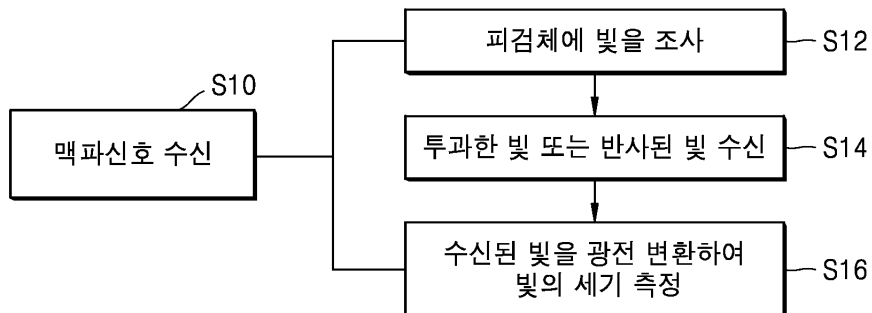 S10
맥파신호 수신
피검체에 빛을 조사
S12
투과한 빛 또는 반사된 빛 수신
S14
수신된 빛을 광전 변환하여
빛의 세기 측정
S16